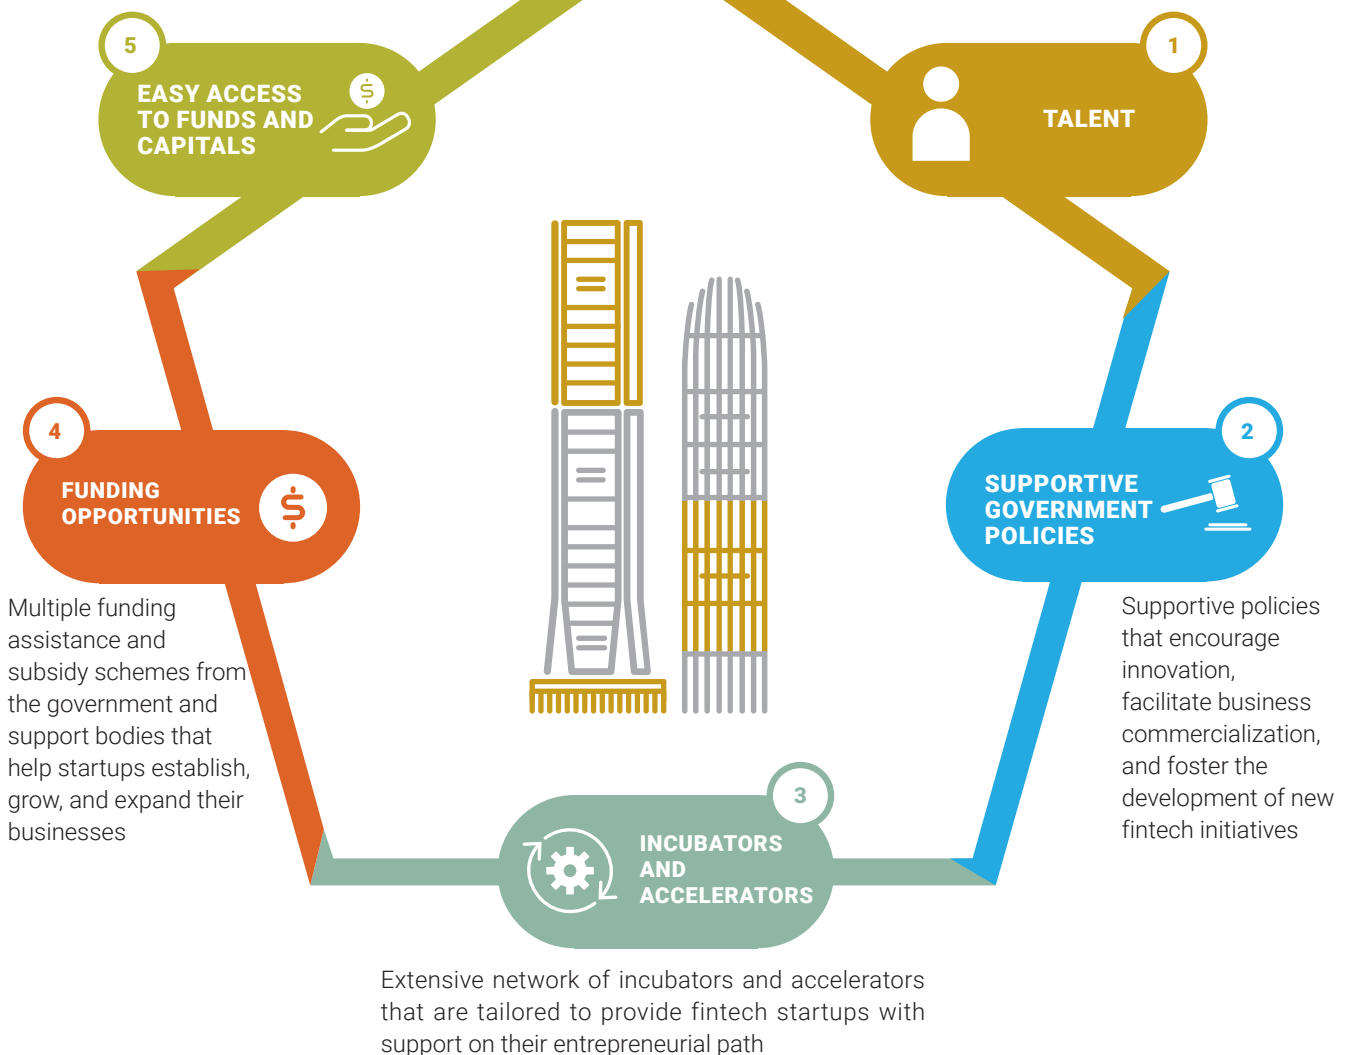 5
EASY ACCESS
TO FUNDS AND
CAPITALS
$
1
TALENT
4
FUNDING
OPPORTUNITIES
$
Multiple funding
assistance and
subsidy schemes from
the government and
support bodies that
help startups establish,
grow, and expand their
businesses
2
SUPPORTIVE
GOVERNMENT
POLICIES
Supportive policies
that encourage
innovation,
facilitate business
commercialization,
and foster the
development of new
fintech initiatives
3
INCUBATORS
AND
ACCELERATORS
Extensive network of incubators and accelerators
that are tailored to provide fintech startups with
support on their entrepreneurial path